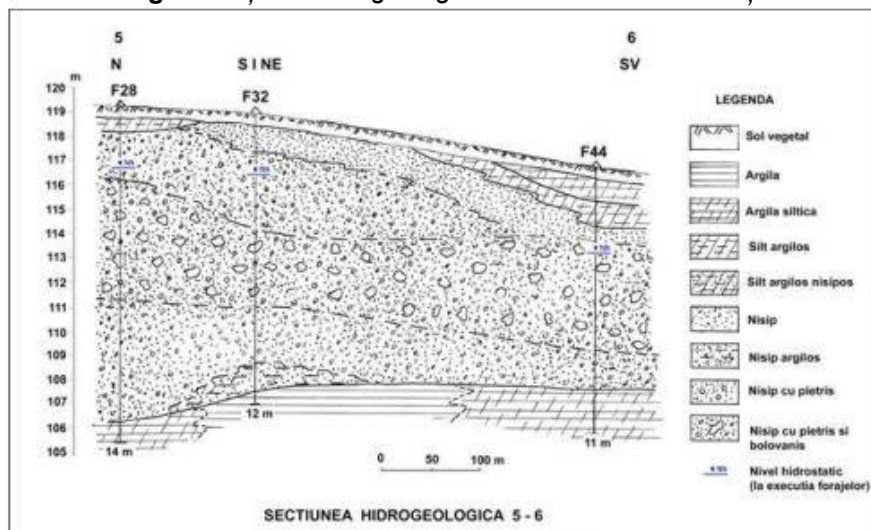 5
N
S I NE
6
SV
m
120
119
118
117
116
115
114
113
112
111
110
109
108
107
106
105
F28
F32
F44
14 m
12 m
11 m
0 50 100 m
LEGENDA
Sol vegetal
Argila
Argila siltica
Silt argilos
Silt argilos nisipos
Nisip
Nisip argilos
Nisip cu pietris
Nisip cu pietris si
bolovanis
Nivel hidrostatic
(la executia forajelor)
SECTIUNEA HIDROGEOLOGICA 5 - 6